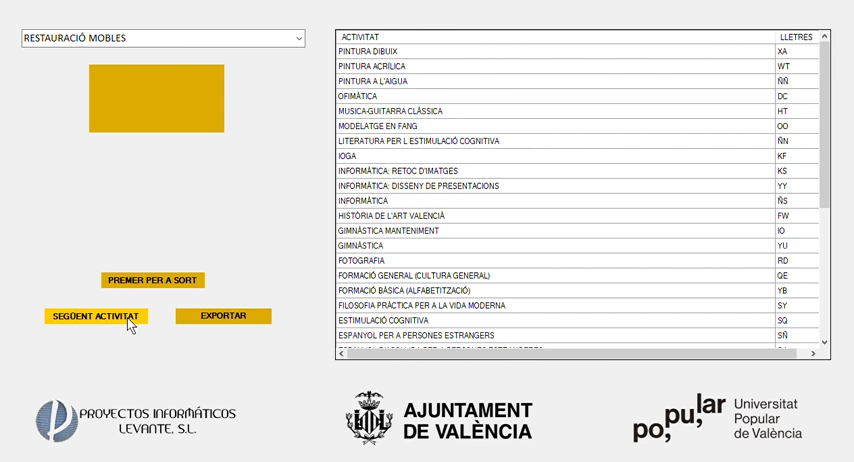 RESTAURACIÓ MOBLES
PREMER PER A SORT
SEGÜENT ACTIVITAT
EXPORTAR
ACTIVITAT LLETRES
PINTURA DIBUIX XA
PINTURA ACRÍLICA WT
PINTURA A L'AIGUA ÑÑ
OFIMÀTICA DC
MUSICA-GUITARRA CLÀSSICA HT
MODELATGE EN FANG OO
LITERATURA PER L ESTIMULACIÓ COGNITIVA ÑN
IOGA KF
INFORMÀTICA: RETOC D'IMATGES KS
INFORMÀTICA: DISSENY DE PRESENTACIONS YY
INFORMÀTICA ÑS
HISTÒRIA DE L'ART VALENCIÀ FW
GIMNÀSTICA MANTENIMENT IO
GIMNÀSTICA YU
FOTOGRAFIA RD
FORMACIÓ GENERAL (CULTURA GENERAL) QE
FORMACIÓ BÀSICA (ALFABETITZACIÓ) YB
FILOSOFIA PRÀCTICA PER A LA VIDA MODERNA SY
ESTIMULACIÓ COGNITIVA SQ
ESPANYOL PER A PERSONES ESTRANGERS SÑ
PROYECTOS INFORMÁTICOS
LEVANTE, S.L.
AJUNTAMENT
DE VALÈNCIA
po,pu,lar
Universitat
Popular
de València